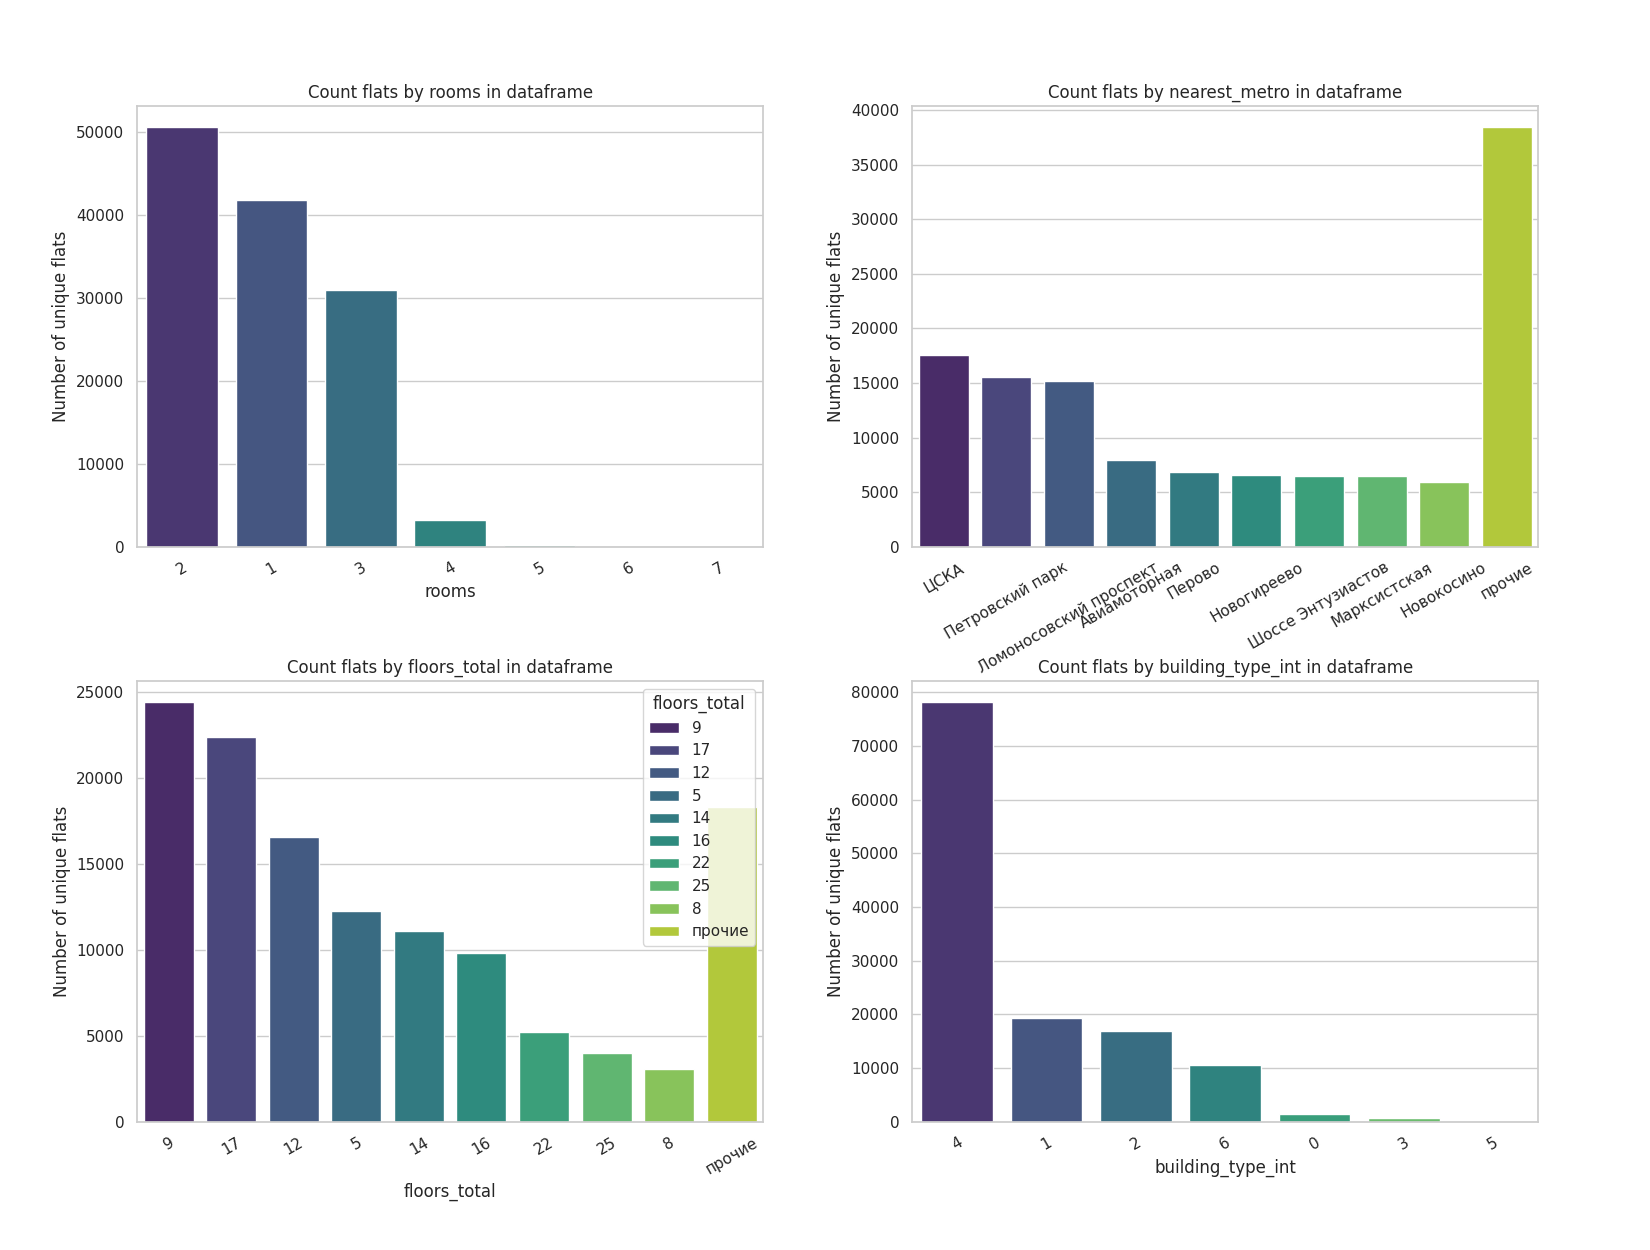 Count flats by rooms in dataframe
Number of unique flats
50000
40000
30000
20000
10000
0
2 1 3 4 5 6 7
rooms
Count flats by nearest_metro in dataframe
Number of unique flats
40000
35000
30000
25000
20000
15000
10000
5000
0
ЦСКА
Петровский парк
Ломоносовский проспект
Авиамоторная
Перово
Новогиреево
Шоссе Энтузиастов
Марксистская
Новокосино
прочие
Count flats by floors_total in dataframe
Number of unique flats
25000
20000
15000
10000
5000
0
floors_total
9
17
12
5
14
16
22
25
8
прочие
9 17 12 5 14 16 22 25 8 прочие
floors_total
Count flats by building_type_int in dataframe
Number of unique flats
80000
70000
60000
50000
40000
30000
20000
10000
0
4 1 2 6 0 3 5
building_type_int